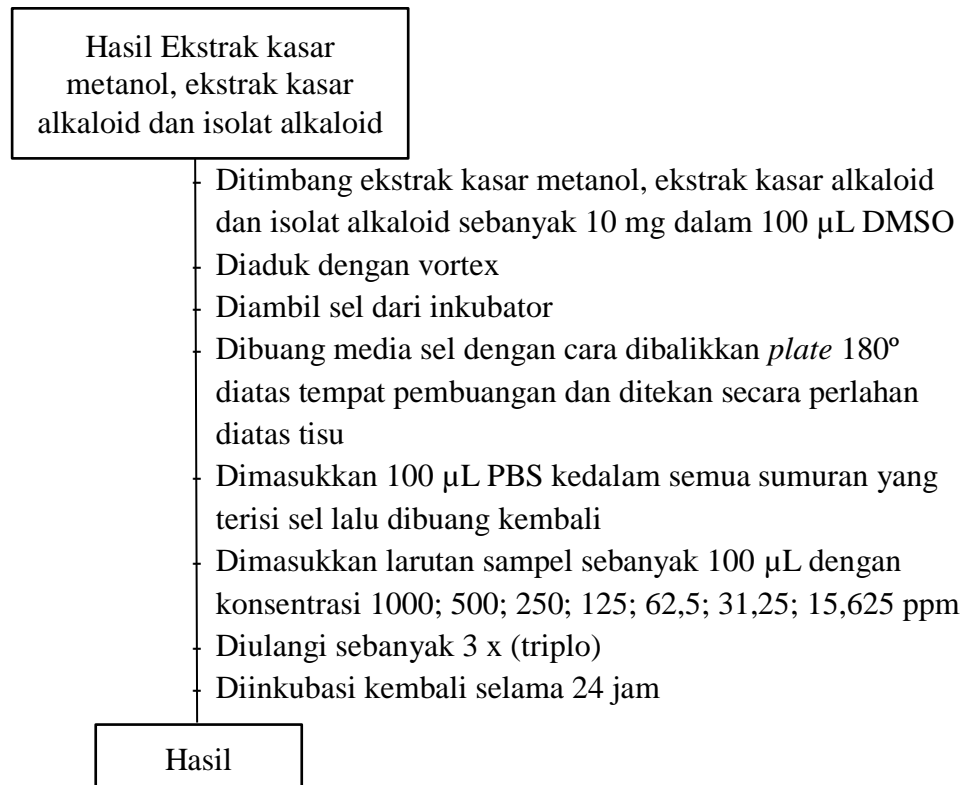 Hasil Ekstrak kasar
metanol, ekstrak kasar
alkaloid dan isolat alkaloid
- Ditimbang ekstrak kasar metanol, ekstrak kasar alkaloid
dan isolat alkaloid sebanyak 10 mg dalam 100 µL DMSO
- Diaduk dengan vortex
- Diambil sel dari inkubator
- Dibuang media sel dengan cara dibalikkan plate 180º
diatas tempat pembuangan dan ditekan secara perlahan
diatas tisu
- Dimasukkan 100 µL PBS kedalam semua sumuran yang
terisi sel lalu dibuang kembali
- Dimasukkan larutan sampel sebanyak 100 µL dengan
konsentrasi 1000; 500; 250; 125; 62,5; 31,25; 15,625 ppm
- Diulangi sebanyak 3 x (triplo)
- Diinkubasi kembali selama 24 jam
Hasil